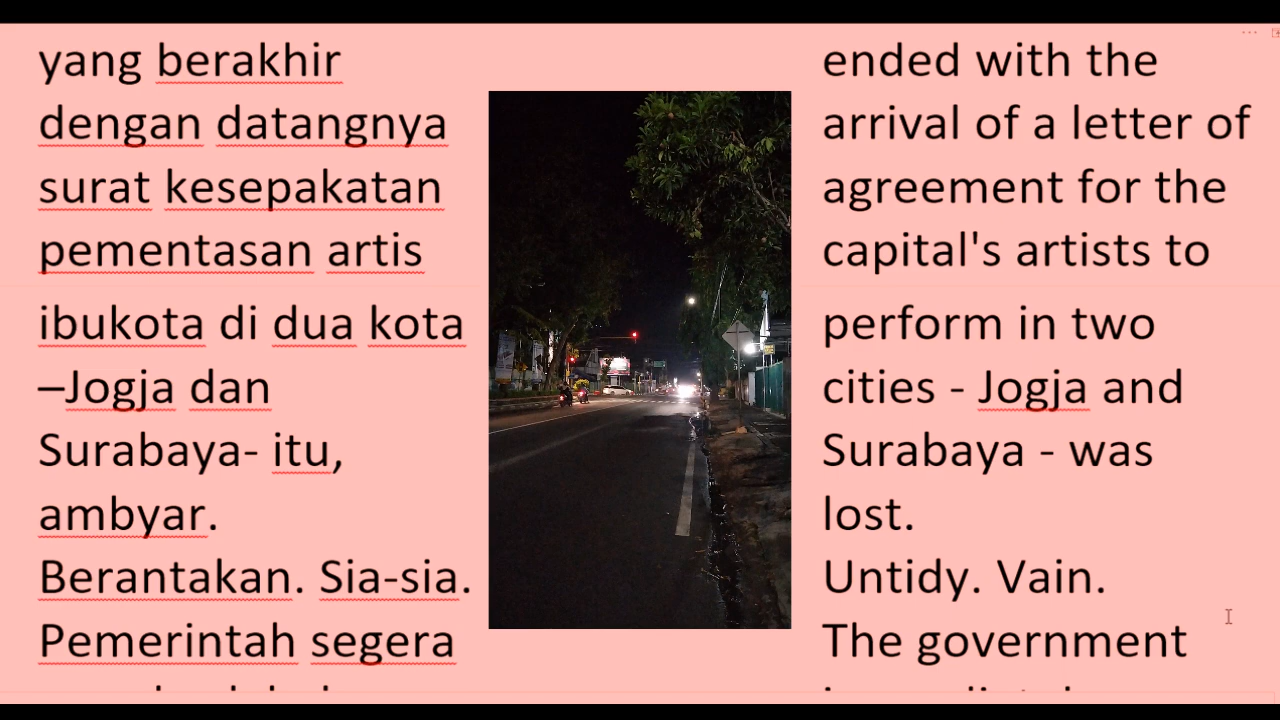 yang berakhir
dengan datangnya
surat kesepakatan
pementasan artis
ibukota di dua kota
–Jogja dan
Surabaya- itu,
ambyar.
Berantakan. Sia-sia.
Pemerintah segera
ended with the
arrival of a letter of
agreement for the
capital's artists to
perform in two
cities - Jogja and
Surabaya - was
lost.
Untidy. Vain.
The government